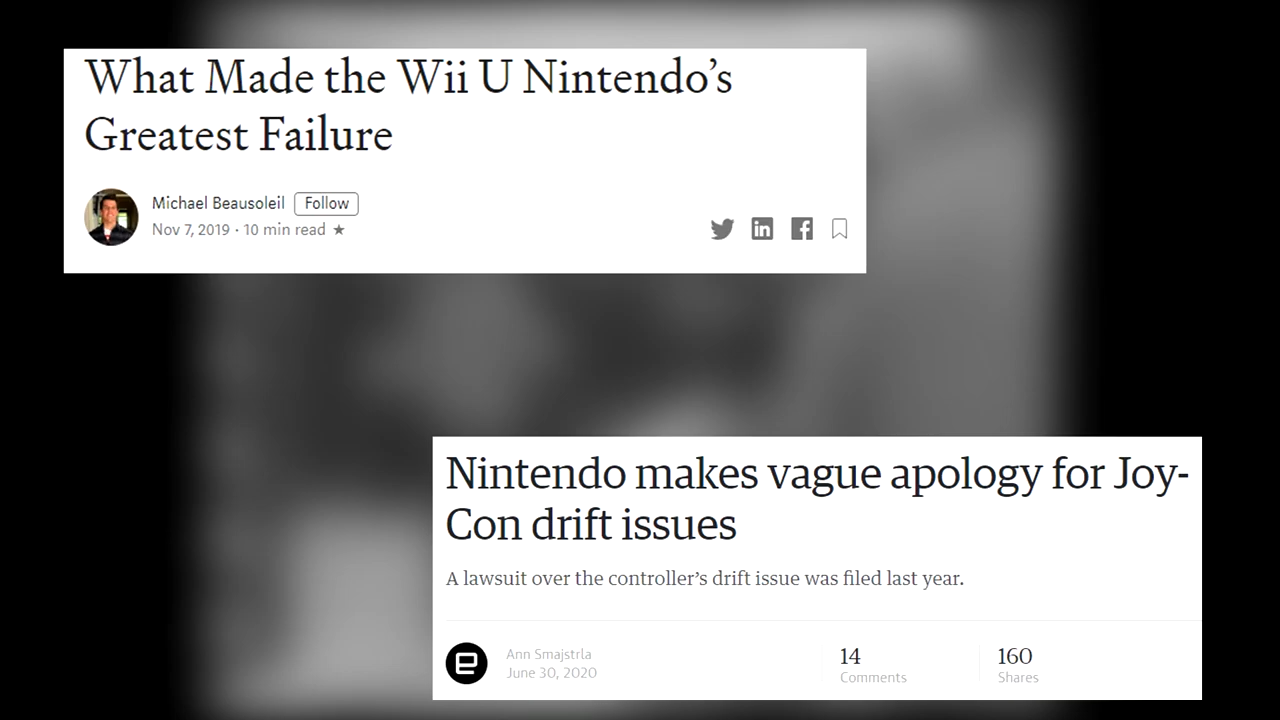 What Made the Wii U Nintendo’s
Greatest Failure
Michael Beausoleil Follow
Nov 7, 2019 · 10 min read ★
Nintendo makes vague apology for Joy-
Con drift issues
A lawsuit over the controller’s drift issue was filed last year.
Ann Smajstrla
June 30, 2020
14
Comments
160
Shares